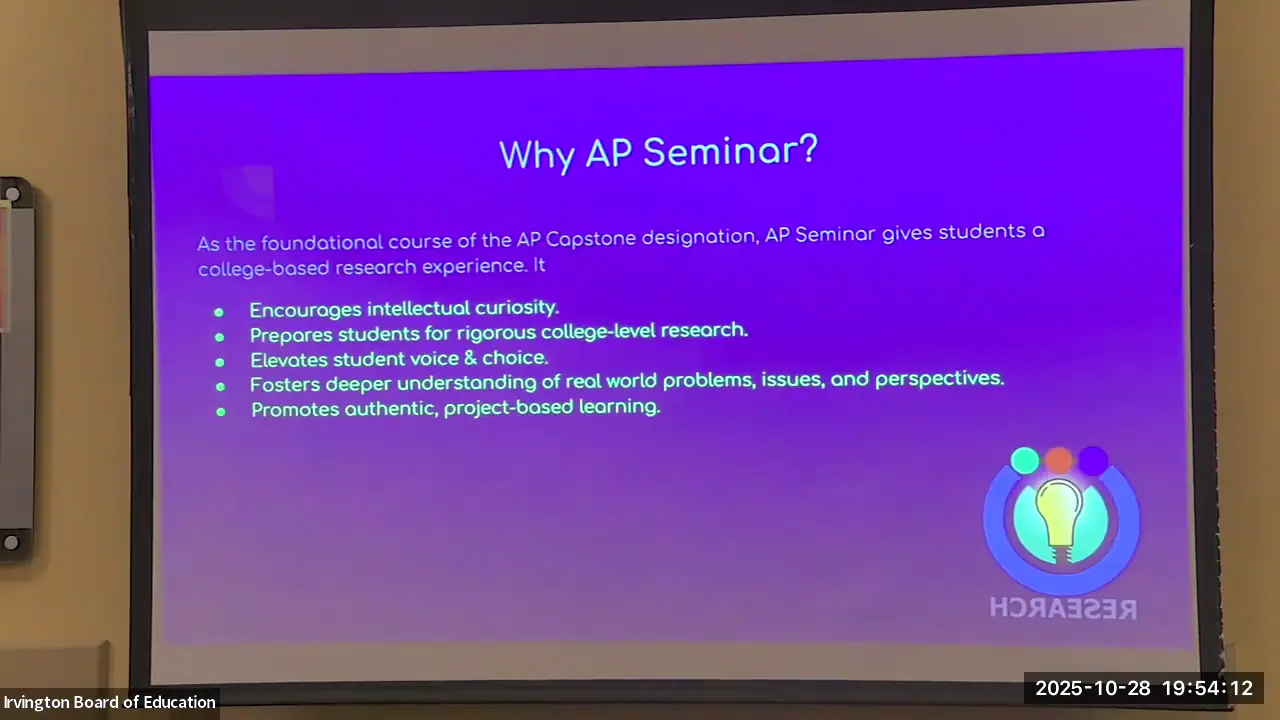 Why AP Seminar?
As the foundational course of the AP Capstone designation, AP Seminar gives students a
college-based research experience. It
• Encourages intellectual curiosity.
• Prepares students for rigorous college-level research.
• Elevates student voice & choice.
• Fosters deeper understanding of real world problems, issues, and perspectives.
• Promotes authentic, project-based learning.
RESEARCH
Irvington Board of Education
2025-10-28 19:54:12